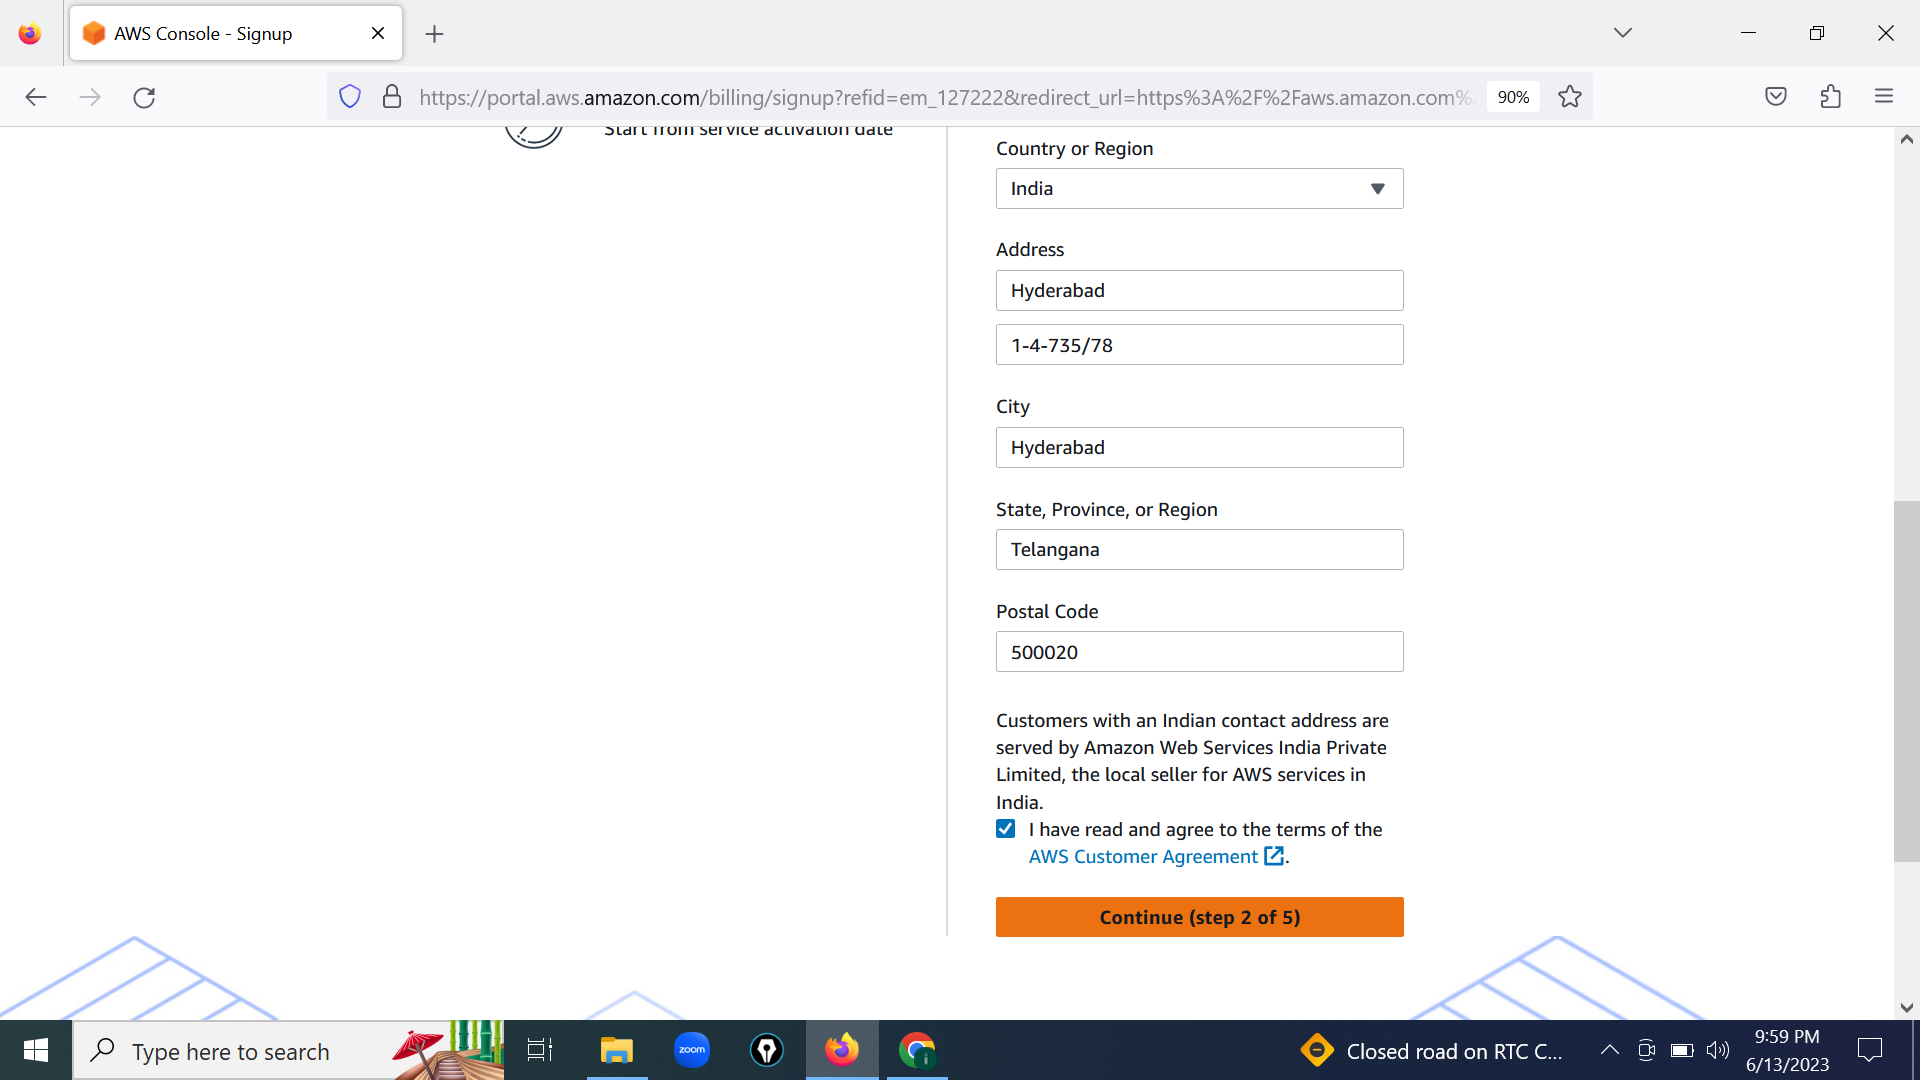 AWS Console - Signup
https://portal.aws.amazon.com/billing/signup?refid=em_127222&redirect_url=https%3A%2F%2Faws.amazon.com%
90%
Start from service activation date
Country or Region
India
Address
Hyderabad
1-4-735/78
City
Hyderabad
State, Province, or Region
Telangana
Postal Code
500020
Customers with an Indian contact address are
served by Amazon Web Services India Private
Limited, the local seller for AWS services in
India.
I have read and agree to the terms of the
AWS Customer Agreement.
Continue (step 2 of 5)
Type here to search
zoom
Closed road on RTC C...
9:59 PM
6/13/2023